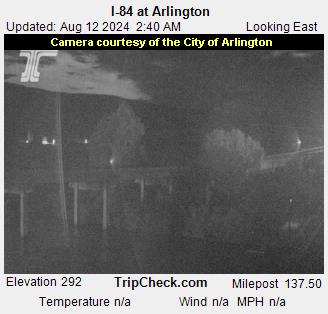 I-84 at Arlington
Updated: Aug 12 2024 2:40 AM Looking East
Camera courtesy of the City of Arlington
Elevation 292 TripCheck.com Milepost 137.50
Temperature n/a Wind n/a MPH n/a